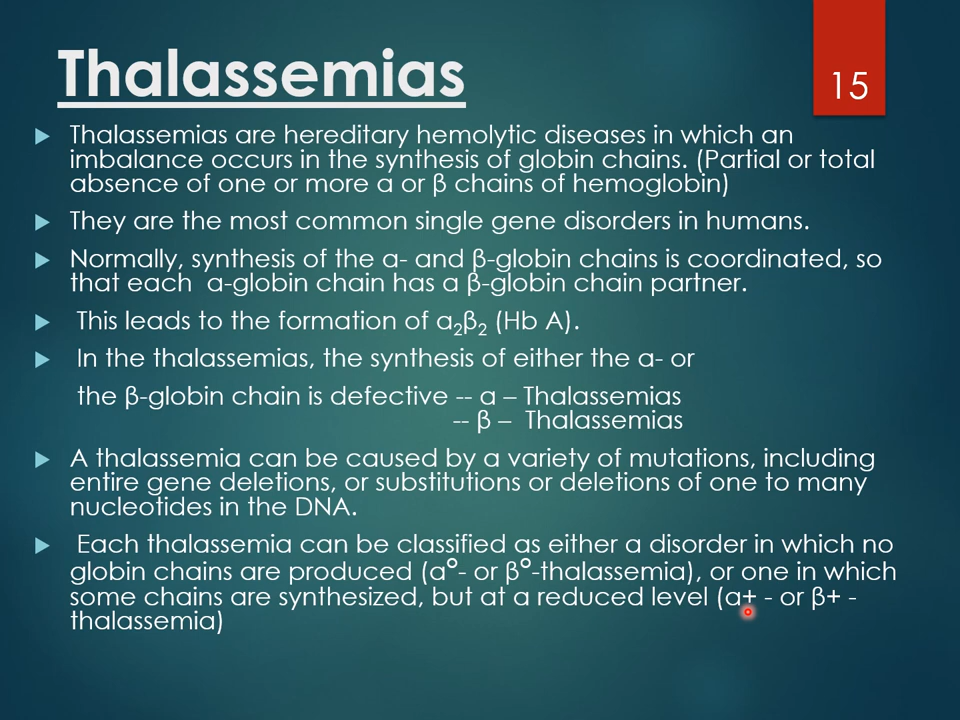 Thalassemias
15
Thalassemias are hereditary hemolytic diseases in which an
imbalance occurs in the synthesis of globin chains. (Partial or total
absence of one or more α or β chains of hemoglobin)
They are the most common single gene disorders in humans.
Normally, synthesis of the α- and β-globin chains is coordinated, so
that each  α-globin chain has a β-globin chain partner.
This leads to the formation of α₂β₂ (Hb A).
In the thalassemias, the synthesis of either the α- or
the β-globin chain is defective -- α – Thalassemias
-- β –  Thalassemias
A thalassemia can be caused by a variety of mutations, including
entire gene deletions, or substitutions or deletions of one to many
nucleotides in the DNA.
Each thalassemia can be classified as either a disorder in which no
globin chains are produced (α°- or β°-thalassemia), or one in which
some chains are synthesized, but at a reduced level (α+ - or β+ -
thalassemia)